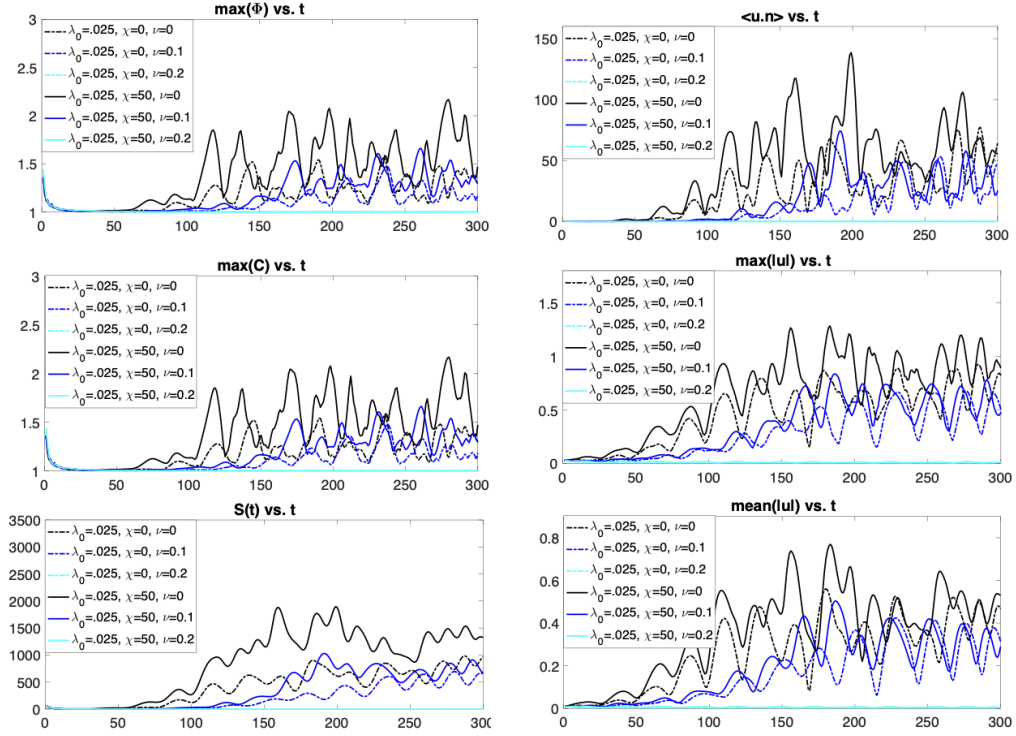 max(Φ) vs. t
3
2.5
2
1.5
1
λ0=.025, χ=0, ν=0
λ0=.025, χ=0, ν=0.1
λ0=.025, χ=0, ν=0.2
λ0=.025, χ=50, ν=0
λ0=.025, χ=50, ν=0.1
λ0=.025, χ=50, ν=0.2
0 50 100 150 200 250 300
<u.n> vs. t
150
100
50
0
λ0=.025, χ=0, ν=0
λ0=.025, χ=0, ν=0.1
λ0=.025, χ=0, ν=0.2
λ0=.025, χ=50, ν=0
λ0=.025, χ=50, ν=0.1
λ0=.025, χ=50, ν=0.2
0 50 100 150 200 250 300
max(C) vs. t
3
2.5
2
1.5
1
λ0=.025, χ=0, ν=0
λ0=.025, χ=0, ν=0.1
λ0=.025, χ=0, ν=0.2
λ0=.025, χ=50, ν=0
λ0=.025, χ=50, ν=0.1
λ0=.025, χ=50, ν=0.2
0 50 100 150 200 250 300
max(|u|) vs. t
1.5
1
0.5
0
λ0=.025, χ=0, ν=0
λ0=.025, χ=0, ν=0.1
λ0=.025, χ=0, ν=0.2
λ0=.025, χ=50, ν=0
λ0=.025, χ=50, ν=0.1
λ0=.025, χ=50, ν=0.2
0 50 100 150 200 250 300
S(t) vs. t
3500
3000
2500
2000
1500
1000
500
0
λ0=.025, χ=0, ν=0
λ0=.025, χ=0, ν=0.1
λ0=.025, χ=0, ν=0.2
λ0=.025, χ=50, ν=0
λ0=.025, χ=50, ν=0.1
λ0=.025, χ=50, ν=0.2
0 50 100 150 200 250 300
mean(|u|) vs. t
0.8
0.6
0.4
0.2
0
λ0=.025, χ=0, ν=0
λ0=.025, χ=0, ν=0.1
λ0=.025, χ=0, ν=0.2
λ0=.025, χ=50, ν=0
λ0=.025, χ=50, ν=0.1
λ0=.025, χ=50, ν=0.2
0 50 100 150 200 250 300